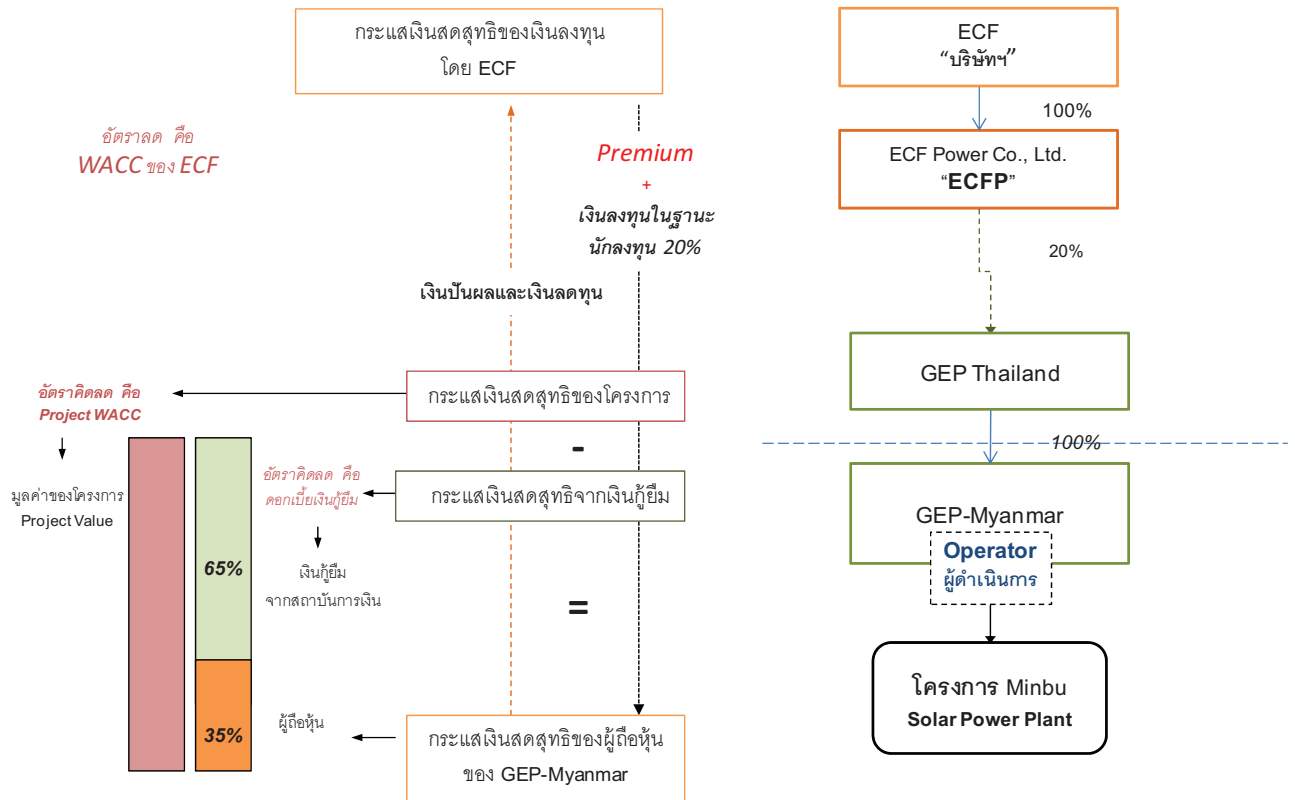 กระแสเงินสดสุทธิของเงินลงทุน
โดย ECF
อัตราลด คือ
WACC ของ ECF
Premium
+
เงินลงทุนในฐานะ
นักลงทุน 20%
เงินปันผลและเงินลดทุน
อัตราคิดลด คือ
Project WACC
กระแสเงินสดสุทธิของโครงการ
-
มูลค่าของโครงการ
Project Value
อัตราคิดลด คือ
ดอกเบี้ยเงินกู้ยืม
กระแสเงินสดสุทธิจากเงินกู้ยืม
65%
เงินกู้ยืม
จากสถาบันการเงิน
=
35%
ผู้ถือหุ้น
กระแสเงินสดสุทธิของผู้ถือหุ้น
ของ GEP-Myanmar
ECF
“บริษัทฯ”
100%
ECF Power Co., Ltd.
“ECFP”
20%
GEP Thailand
100%
GEP-Myanmar
Operator
ผู้ดำเนินการ
โครงการ Minbu
Solar Power Plant